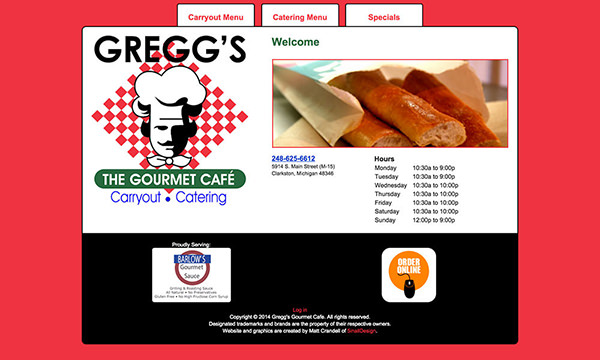 Carryout Menu
Catering Menu
Specials
GREGG'S
THE GOURMET CAFÉ
Carryout • Catering
Welcome
248-625-6612
5914 S. Main Street (M-15)
Clarkston, Michigan 48346
Hours
Monday 10:30a to 9:00p
Tuesday 10:30a to 9:00p
Wednesday 10:30a to 10:00p
Thursday 10:30a to 10:00p
Friday 10:30a to 10:00p
Saturday 10:30a to 10:00p
Sunday 12:00p to 9:00p
Proudly Serving:
BARLOW'S
Gourmet
Sauce
Grilling & Roasting Sauce
All Natural • No Preservatives
Gluten Free • No High Fructose Corn Syrup
ORDER
ONLINE
Log in
Copyright © 2014 Gregg's Gourmet Cafe. All rights reserved.
Designated trademarks and brands are the property of their respective owners.
Website and graphics are created by Matt Crandell of SmallDesign.